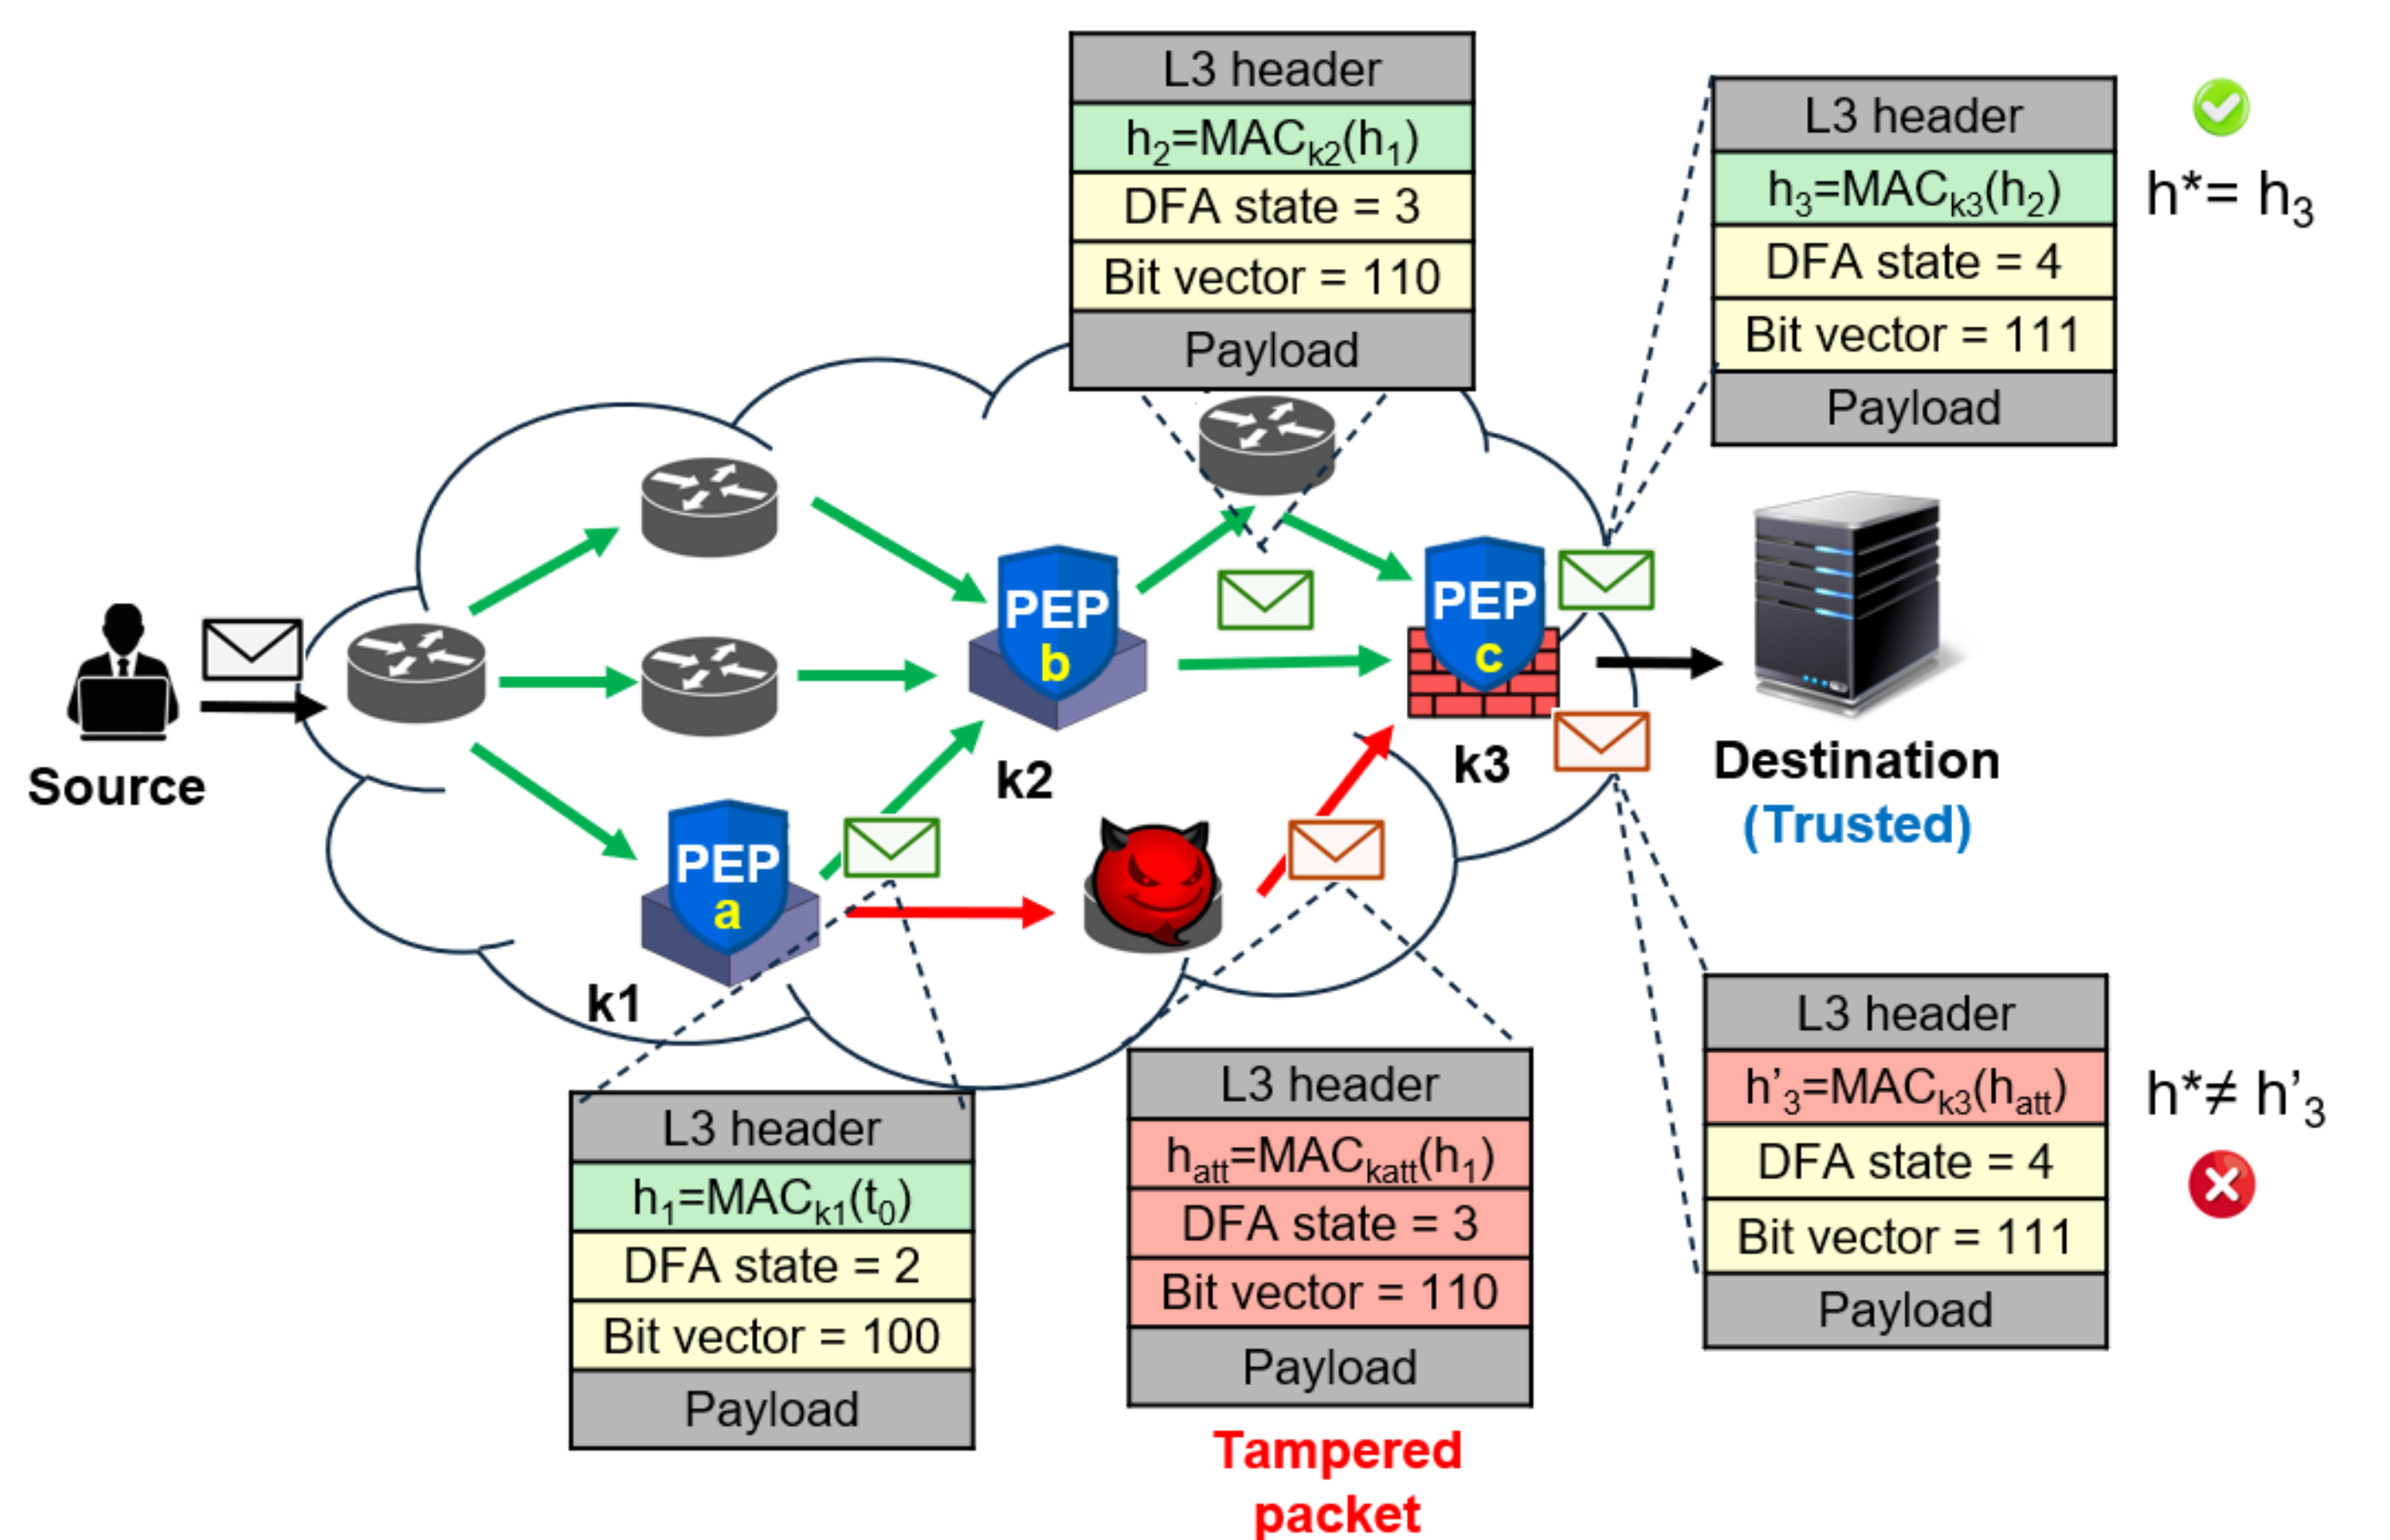 L3 header
h₂=MACₖ₂(h₁)
DFA state = 3
Bit vector = 110
Payload
L3 header
h₃=MACₖ₃(h₂)
DFA state = 4
Bit vector = 111
Payload
h*= h₃
Source
PEP
a
k1
PEP
b
k2
PEP
c
k3
Destination
(Trusted)
L3 header
h₁=MACₖ₁(t₀)
DFA state = 2
Bit vector = 100
Payload
L3 header
hₐₜₜ=MACₖₐₜₜ(h₁)
DFA state = 3
Bit vector = 110
Payload
Tampered
packet
L3 header
h’₃=MACₖ₃(hₐₜₜ)
DFA state = 4
Bit vector = 111
Payload
h*≠ h’₃